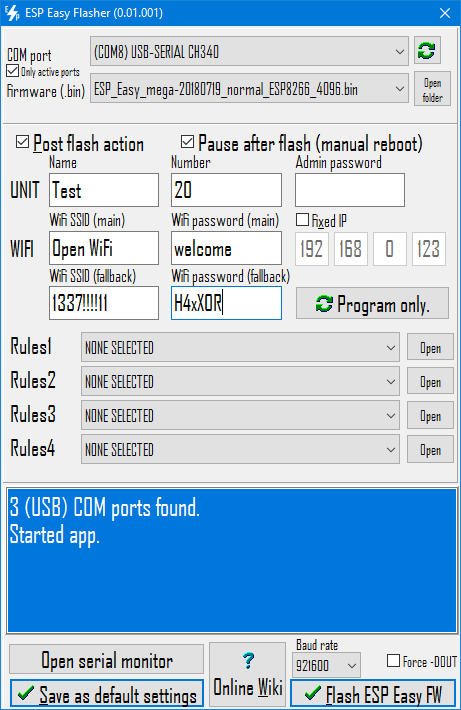 ESP Easy Flasher (0.01.001)
COM port
(COM8) USB-SERIAL CH340
Only active ports
Firmware (.bin)
ESP_Easy_mega-20180719_normal_ESP8266_4096.bin
Open
folder
Post flash action
Pause after flash (manual reboot)
Name Number Admin password
UNIT Test 20
Wifi SSID (main) Wifi password (main) Fixed IP
WIFI Open WiFi welcome 192 168 0 123
Wifi SSID (fallback) Wifi password (fallback)
1337!!!!11 H4xX0R Program only.
Rules1 NONE SELECTED Open
Rules2 NONE SELECTED Open
Rules3 NONE SELECTED Open
Rules4 NONE SELECTED Open
3 (USB) COM ports found.
Started app.
Open serial monitor
Save as default settings
?
Online Wiki
Baud rate
921600
Force -DOUT
Flash ESP Easy FW